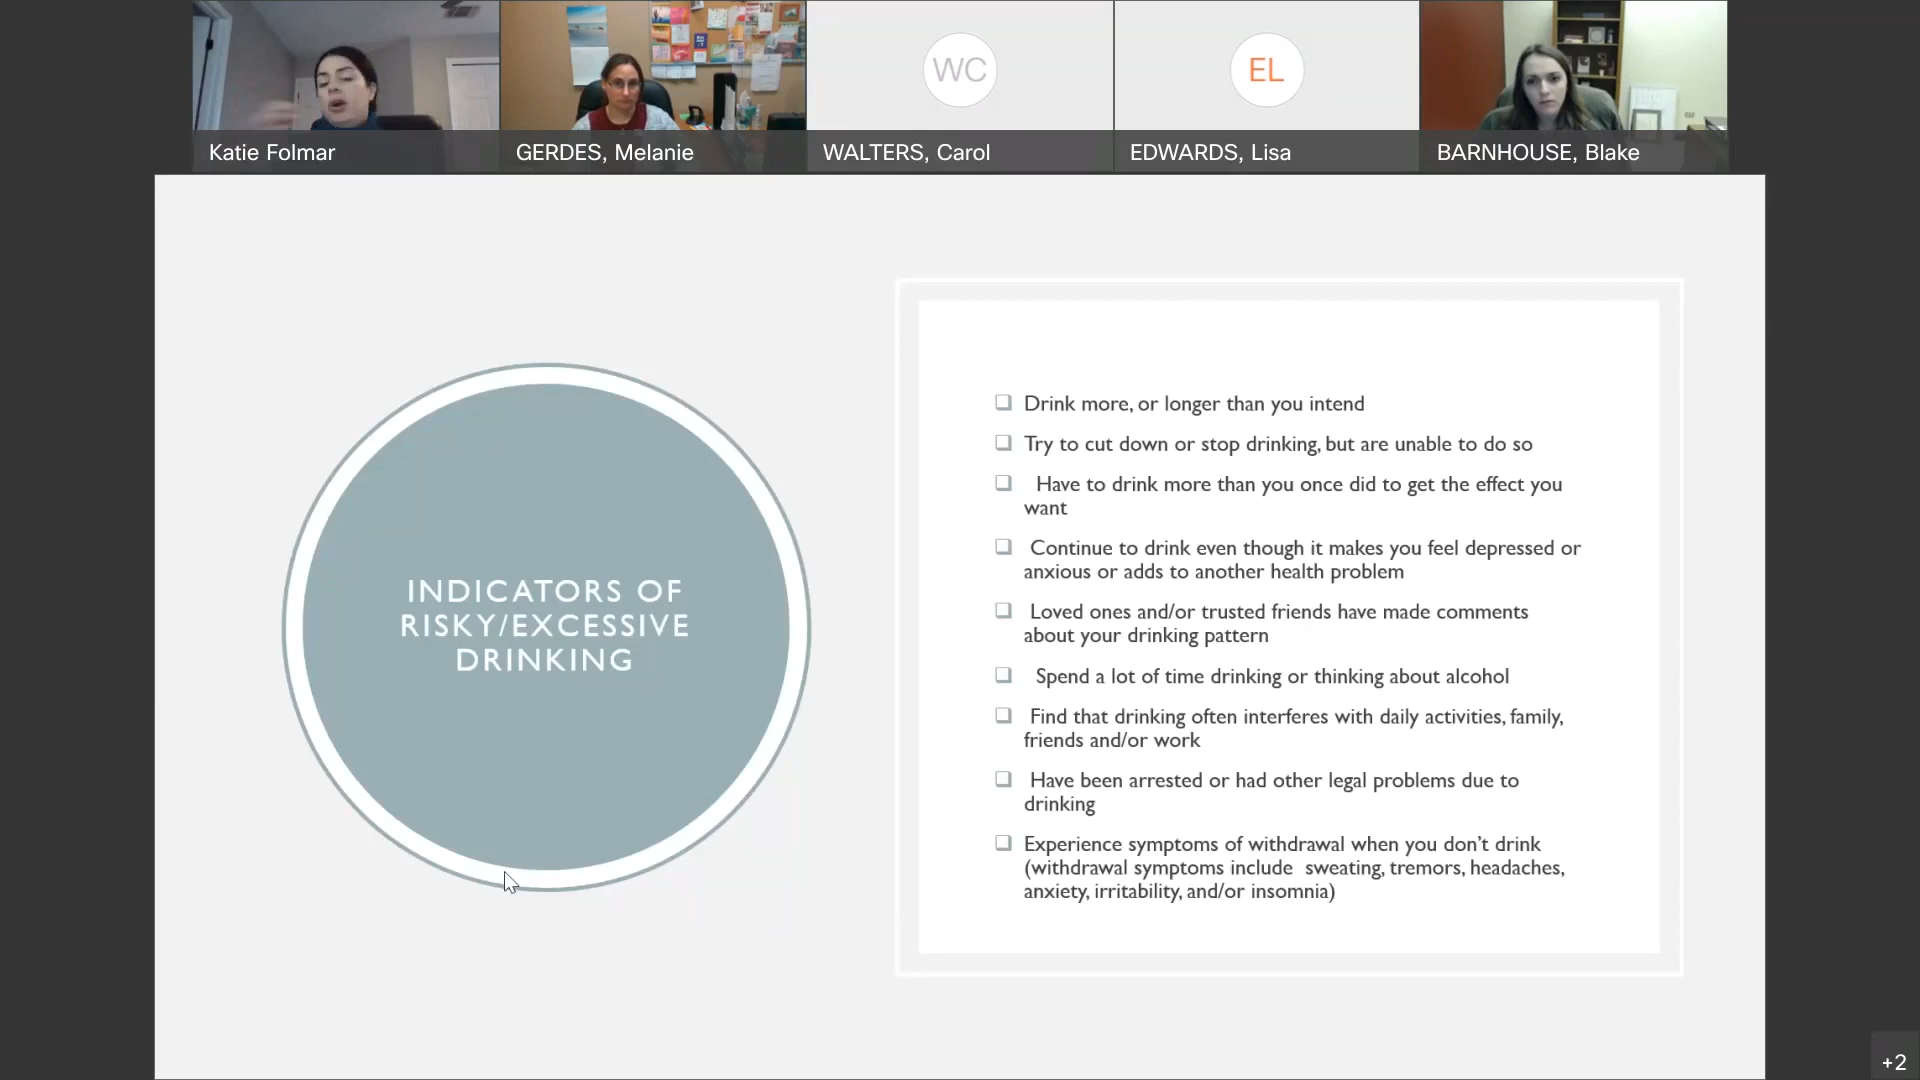 WC
EL
Katie Folmar
GERDES, Melanie
WALTERS, Carol
EDWARDS, Lisa
BARNHOUSE, Blake
INDICATORS OF
RISKY/EXCESSIVE
DRINKING
Drink more, or longer than you intend
Try to cut down or stop drinking, but are unable to do so
Have to drink more than you once did to get the effect you
want
Continue to drink even though it makes you feel depressed or
anxious or adds to another health problem
Loved ones and/or trusted friends have made comments
about your drinking pattern
Spend a lot of time drinking or thinking about alcohol
Find that drinking often interferes with daily activities, family,
friends and/or work
Have been arrested or had other legal problems due to
drinking
Experience symptoms of withdrawal when you don’t drink
(withdrawal symptoms include  sweating, tremors, headaches,
anxiety, irritability, and/or insomnia)
+2